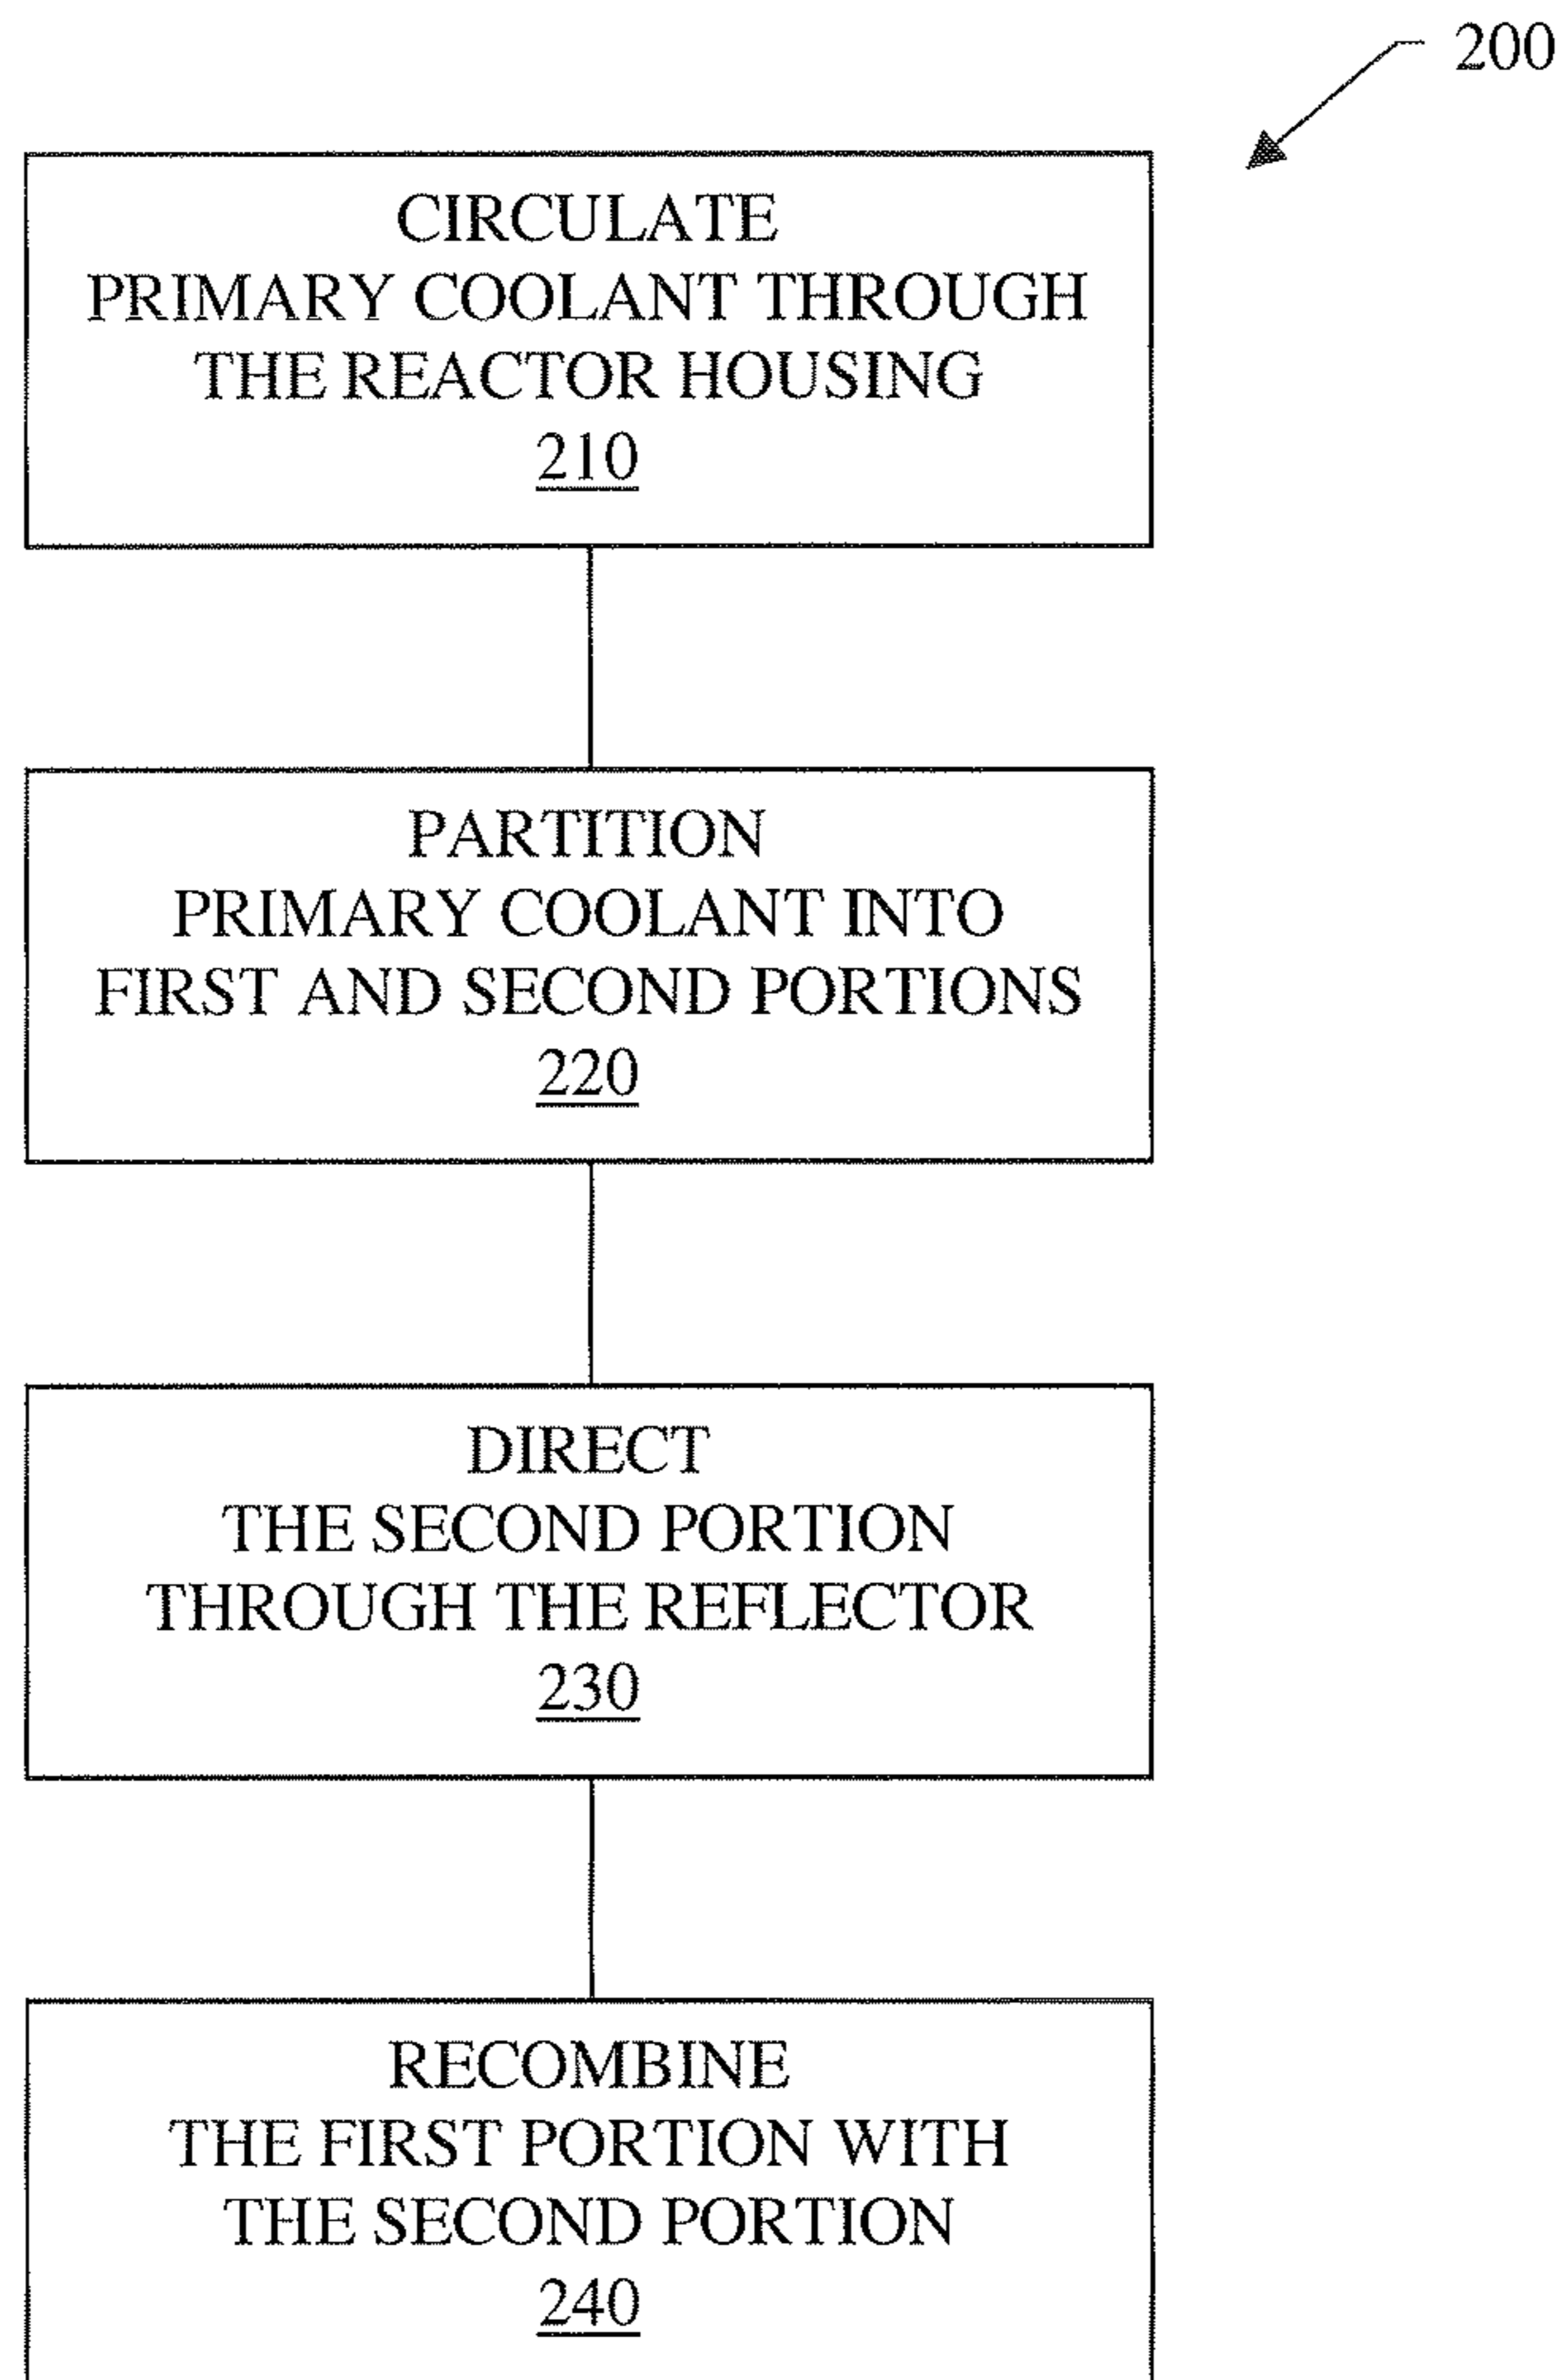 200
CIRCULATE
PRIMARY COOLANT THROUGH
THE REACTOR HOUSING
210
PARTITION
PRIMARY COOLANT INTO
FIRST AND SECOND PORTIONS
220
DIRECT
THE SECOND PORTION
THROUGH THE REFLECTOR
230
RECOMBINE
THE FIRST PORTION WITH
THE SECOND PORTION
240